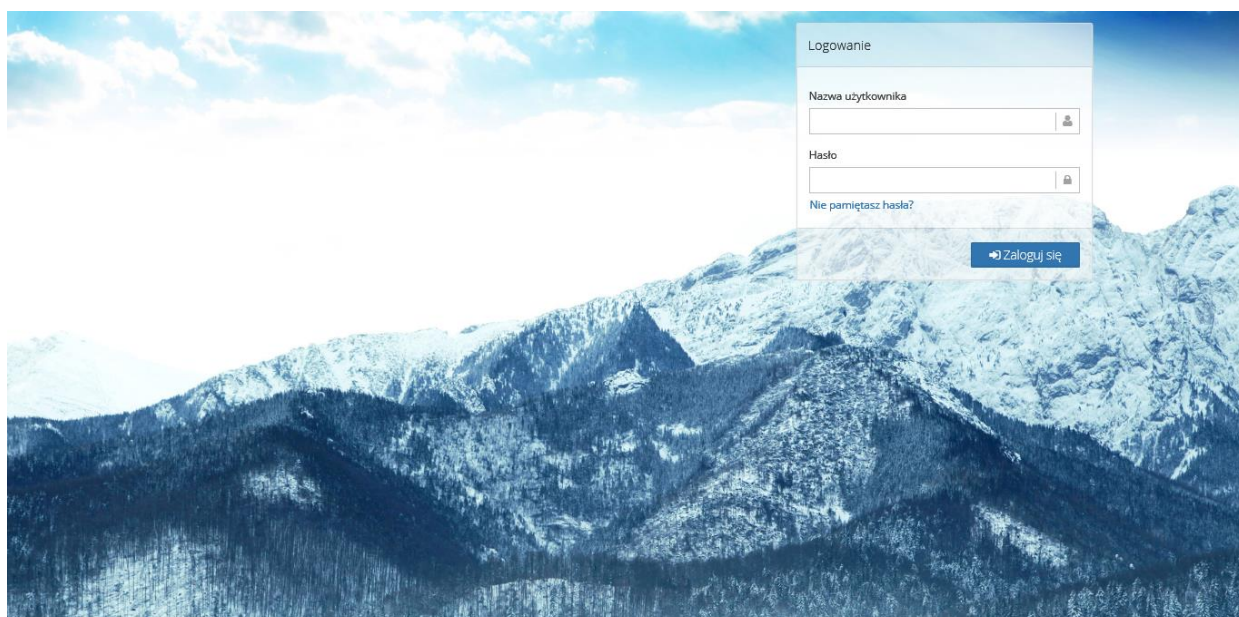 Logowanie
Nazwa użytkownika
Hasło
Nie pamiętasz hasła?
Zaloguj się